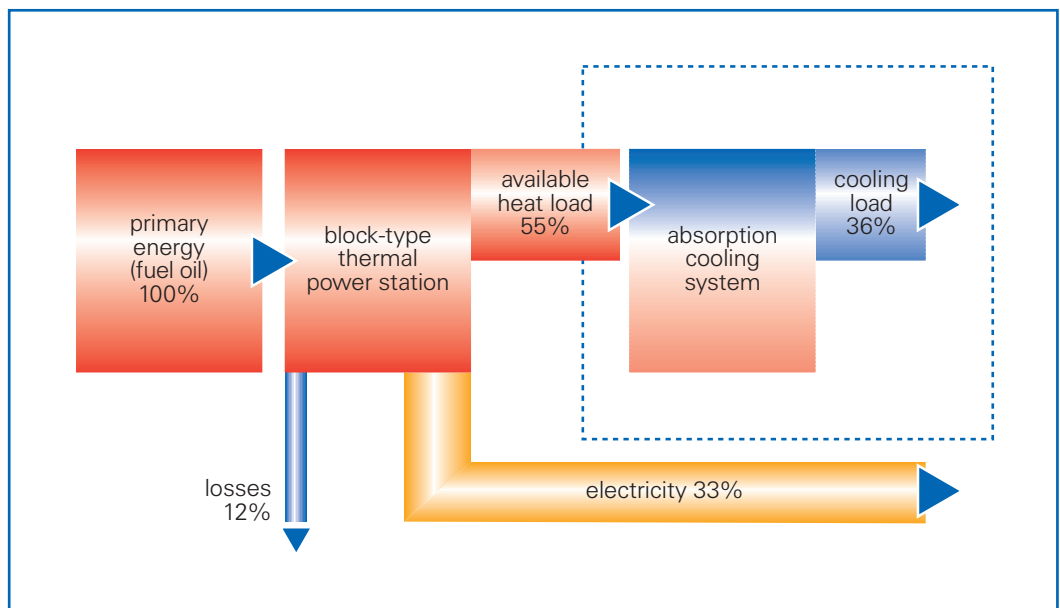 primary
energy
(fuel oil)
100%
block-type
thermal
power station
available
heat load
55%
absorption
cooling
system
cooling
load
36%
losses
12%
electricity 33%